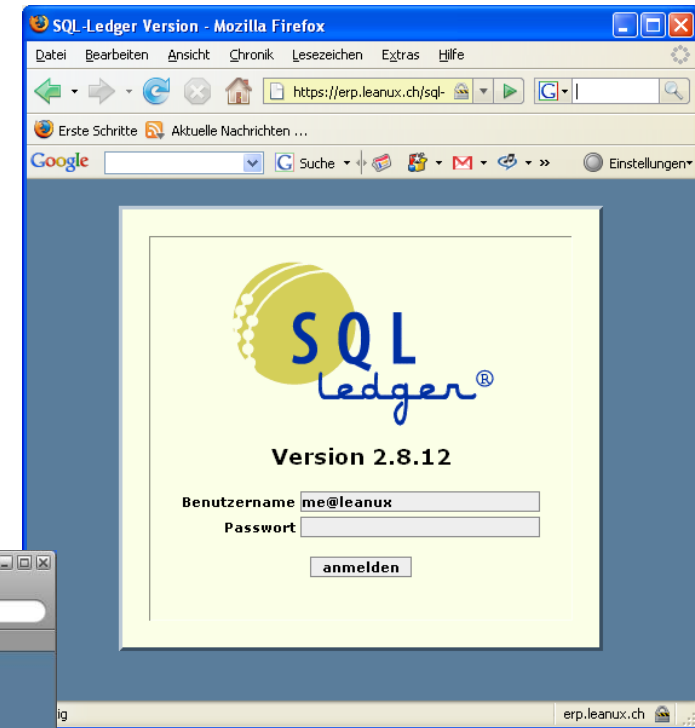 SQL-Ledger Version - Mozilla Firefox
Datei Bearbeiten Ansicht Chronik Lesezeichen Extras Hilfe
https://erp.leanux.ch/sql- G
Erste Schritte Aktuelle Nachrichten ...
Google G Suche » Einstellungen
SQL
Ledger®
Version 2.8.12
Benutzername me@leanux
Passwort
anmelden
ig erp.leanux.ch